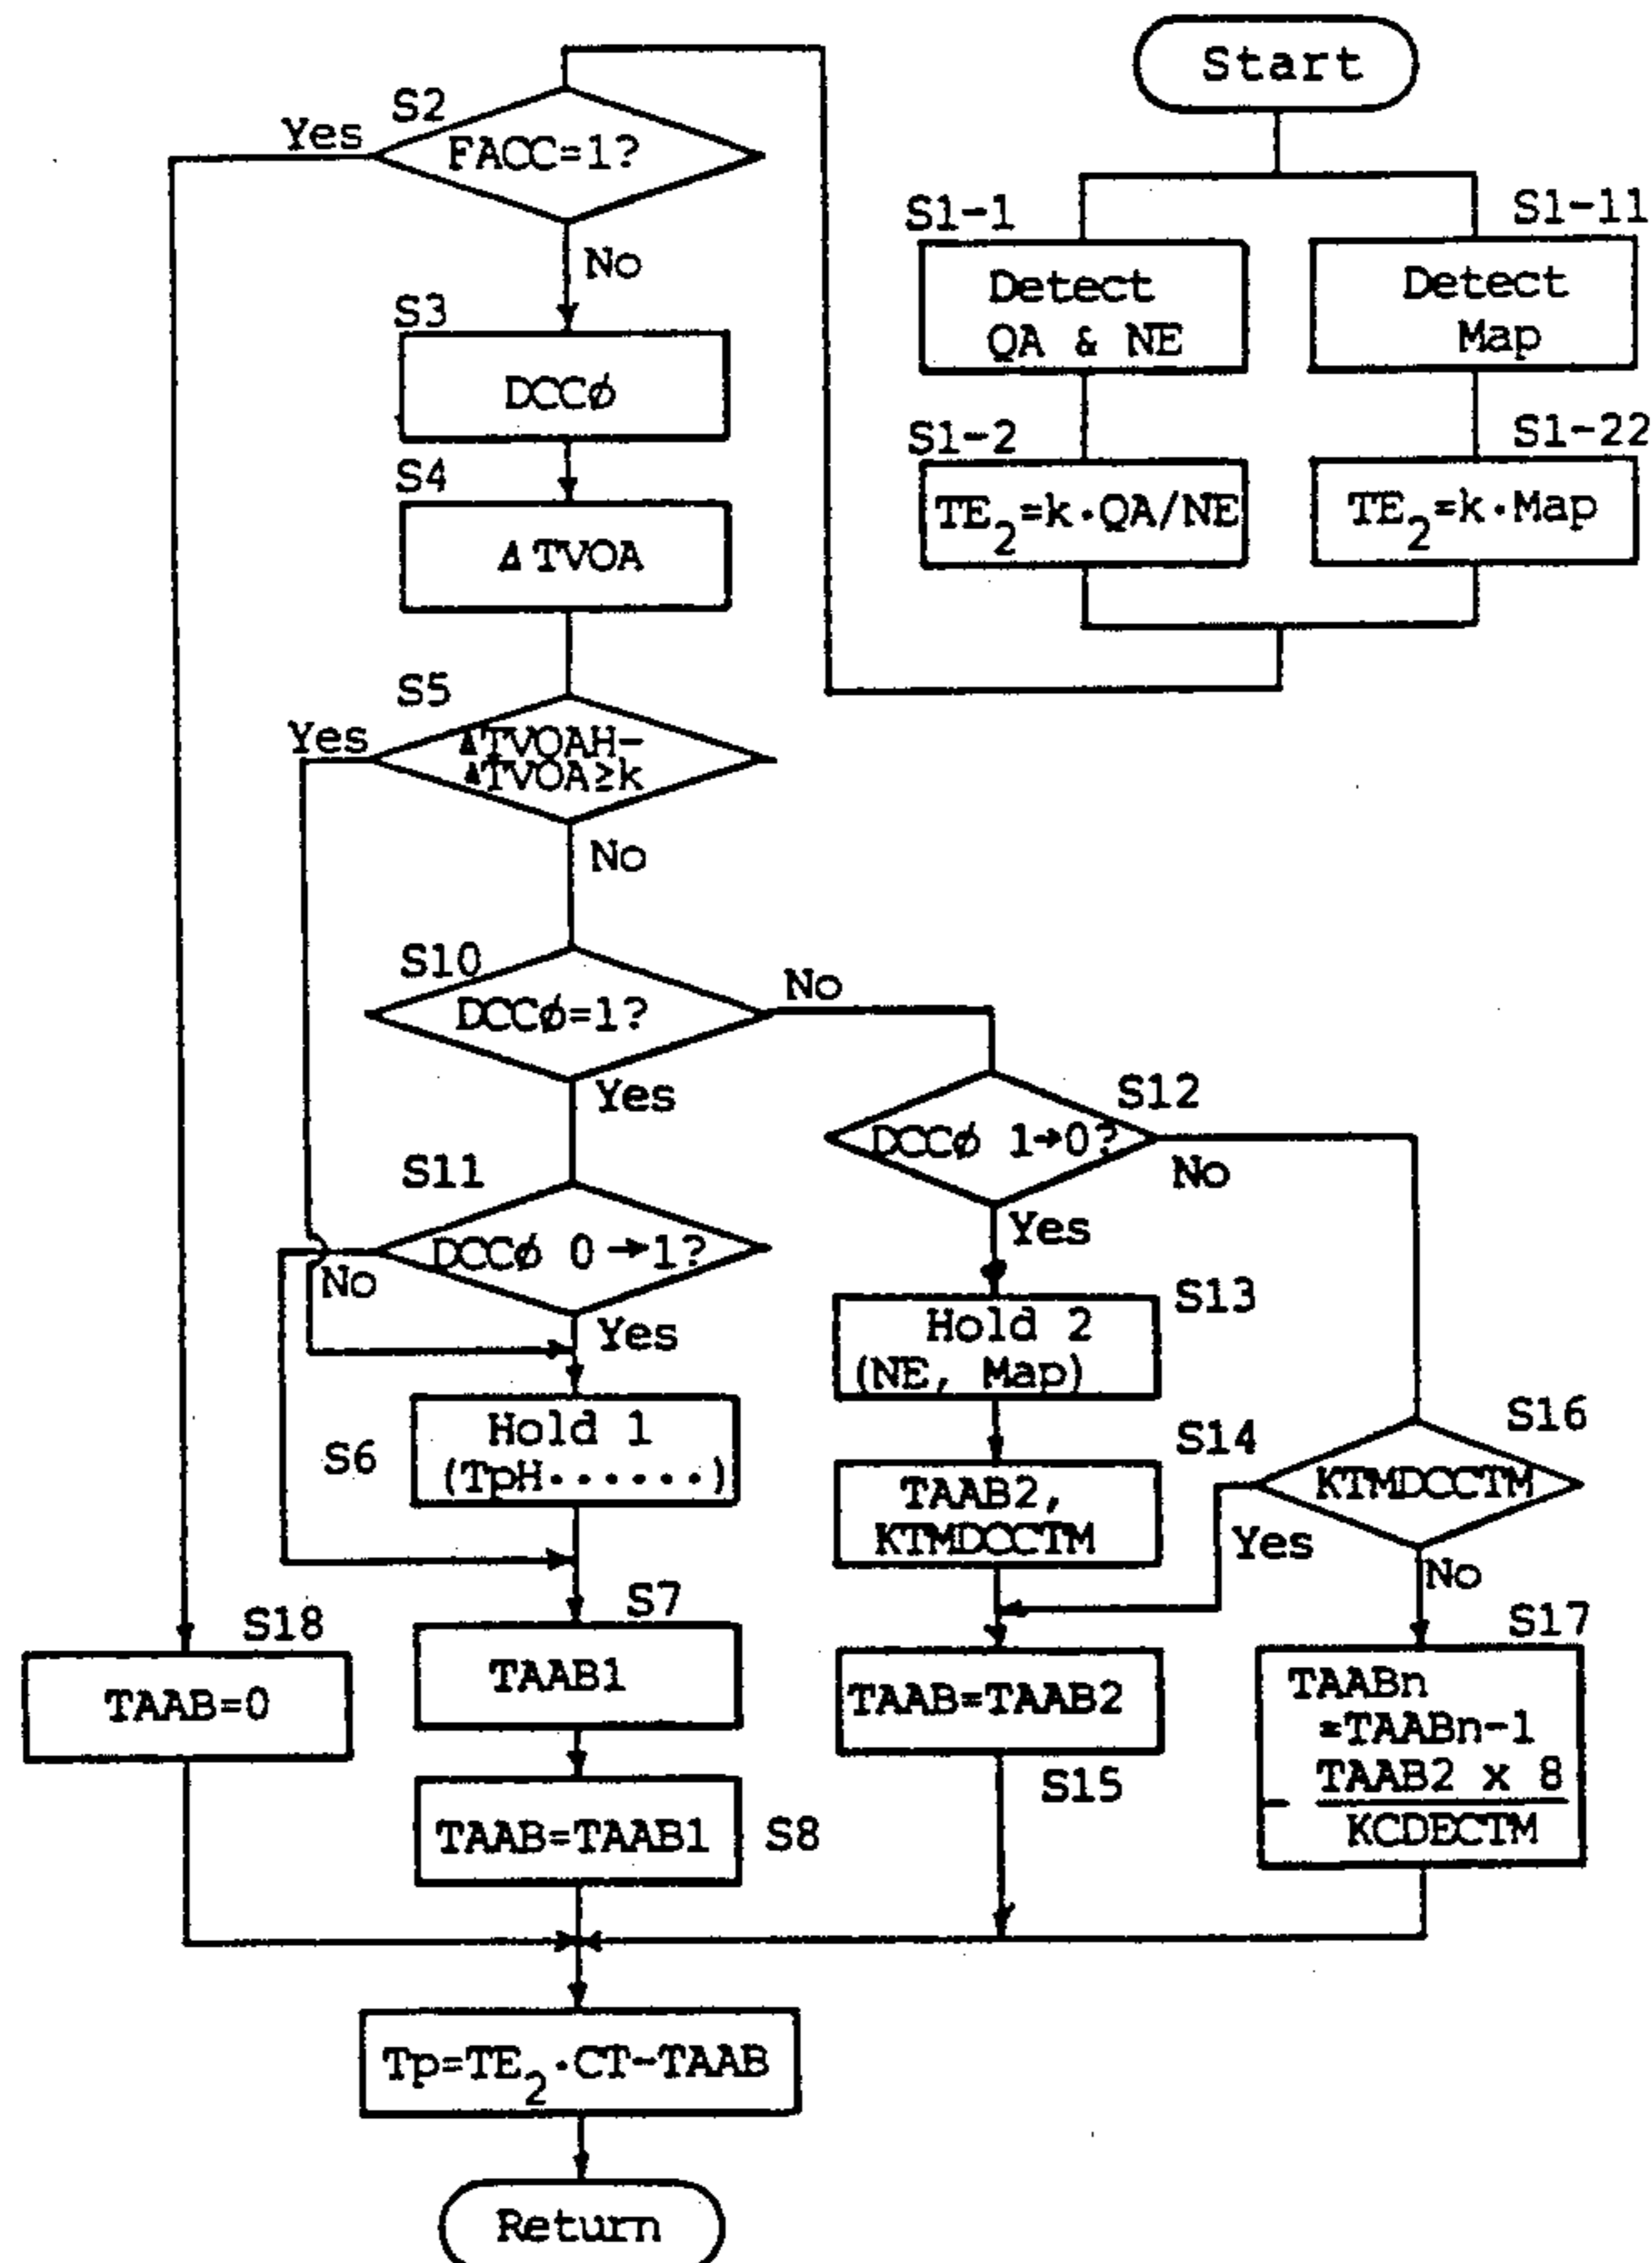 Start
S1-1
Detect
QA & NE
S1-11
Detect
Map
S1-2
TE2=k·QA/NE
S1-22
TE2=k·Map
S2
FACC=1?
Yes
No
S3
DCCø
S4
ΔTVOA
S5
ΔTVOAH-
ΔTVOA≥k
Yes
No
S10
DCCø=1?
No
Yes
S11
DCCø 0→1?
No
Yes
S6
Hold 1
(TpH······)
S7
TAAB1
TAAB=TAAB1
S8
S12
DCCø 1→0?
No
Yes
S13
Hold 2
(NE, Map)
S14
TAAB2,
KTMDCCTM
TAAB=TAAB2
S15
S16
KTMDCCTM
Yes
No
S17
TAABn
=TAABn-1
- TAAB2 x 8
KCDECTM
S18
TAAB=0
Tp=TE2·CT-TAAB
Return